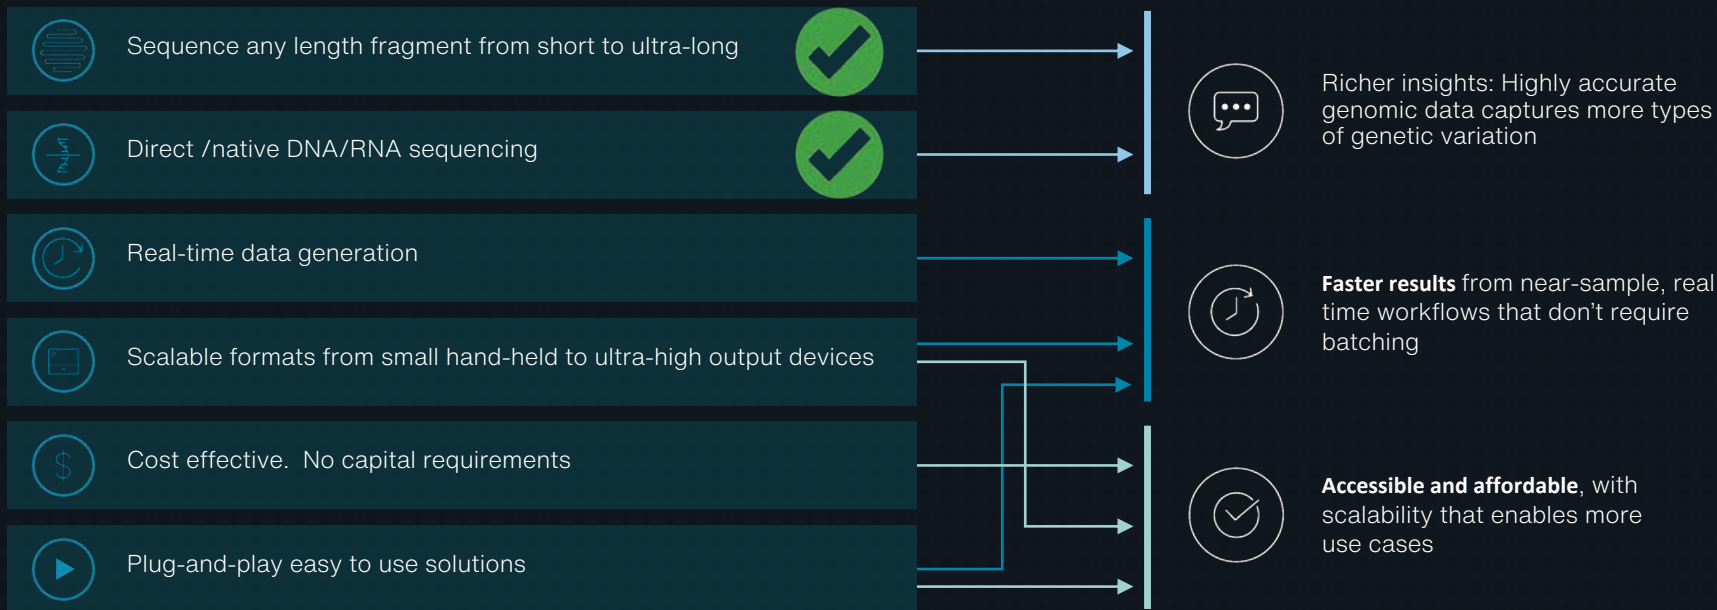 Sequence any length fragment from short to ultra-long
Direct /native DNA/RNA sequencing
Real-time data generation
Scalable formats from small hand-held to ultra-high output devices
Cost effective.  No capital requirements
Plug-and-play easy to use solutions
Richer insights: Highly accurate
genomic data captures more types
of genetic variation
Faster results from near-sample, real
time workflows that don’t require
batching
Accessible and affordable, with
scalability that enables more
use cases